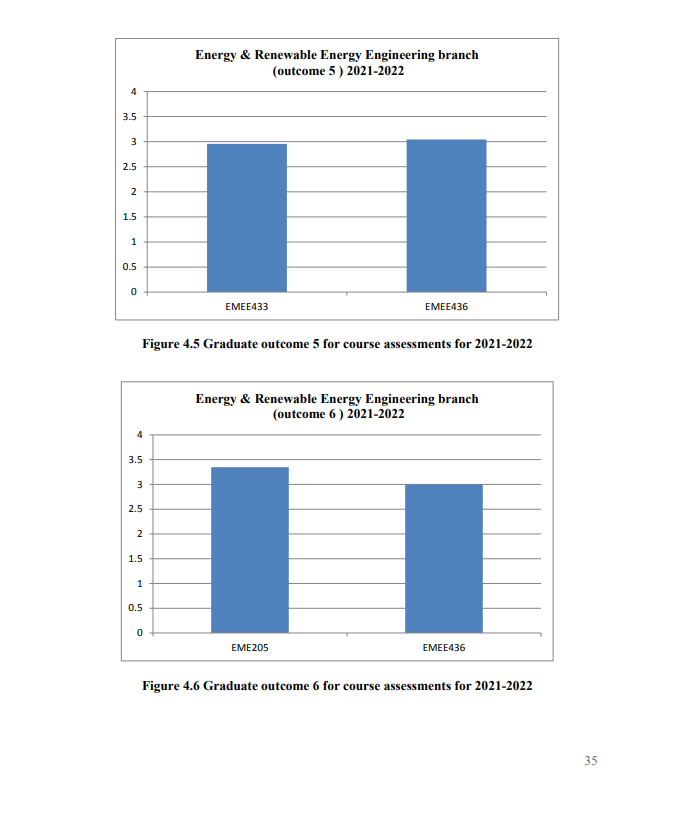 Energy & Renewable Energy Engineering branch
(outcome 5 ) 2021-2022
4
3.5
3
2.5
2
1.5
1
0.5
0
EMEE433 EMEE436
Figure 4.5 Graduate outcome 5 for course assessments for 2021-2022
Energy & Renewable Energy Engineering branch
(outcome 6 ) 2021-2022
4
3.5
3
2.5
2
1.5
1
0.5
0
EME205 EMEE436
Figure 4.6 Graduate outcome 6 for course assessments for 2021-2022
35